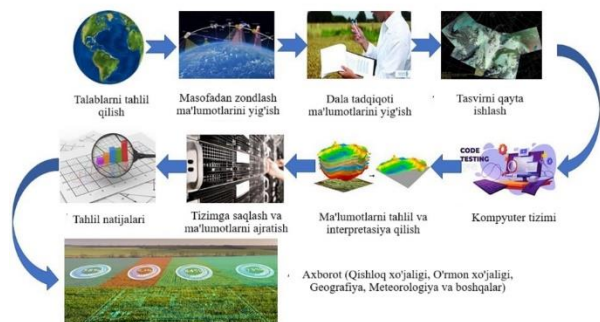 Talablarni tahlil
qilish
Masofadan zondlash
ma'lumotlarini yig'ish
Dala tadqiqoti
ma'lumotlarini yig'ish
Tasvirni qayta
ishlash
CODE
TESTING
Tahlil natijalari
Tizimga saqlash va
ma'lumotlarni ajratish
Ma'lumotlarni tahlil va
interpretasiya qilish
Kompyuter tizimi
Axborot (Qishloq xo'jaligi, O'rmon xo'jaligi,
Geografiya, Meteorologiya va boshqalar)